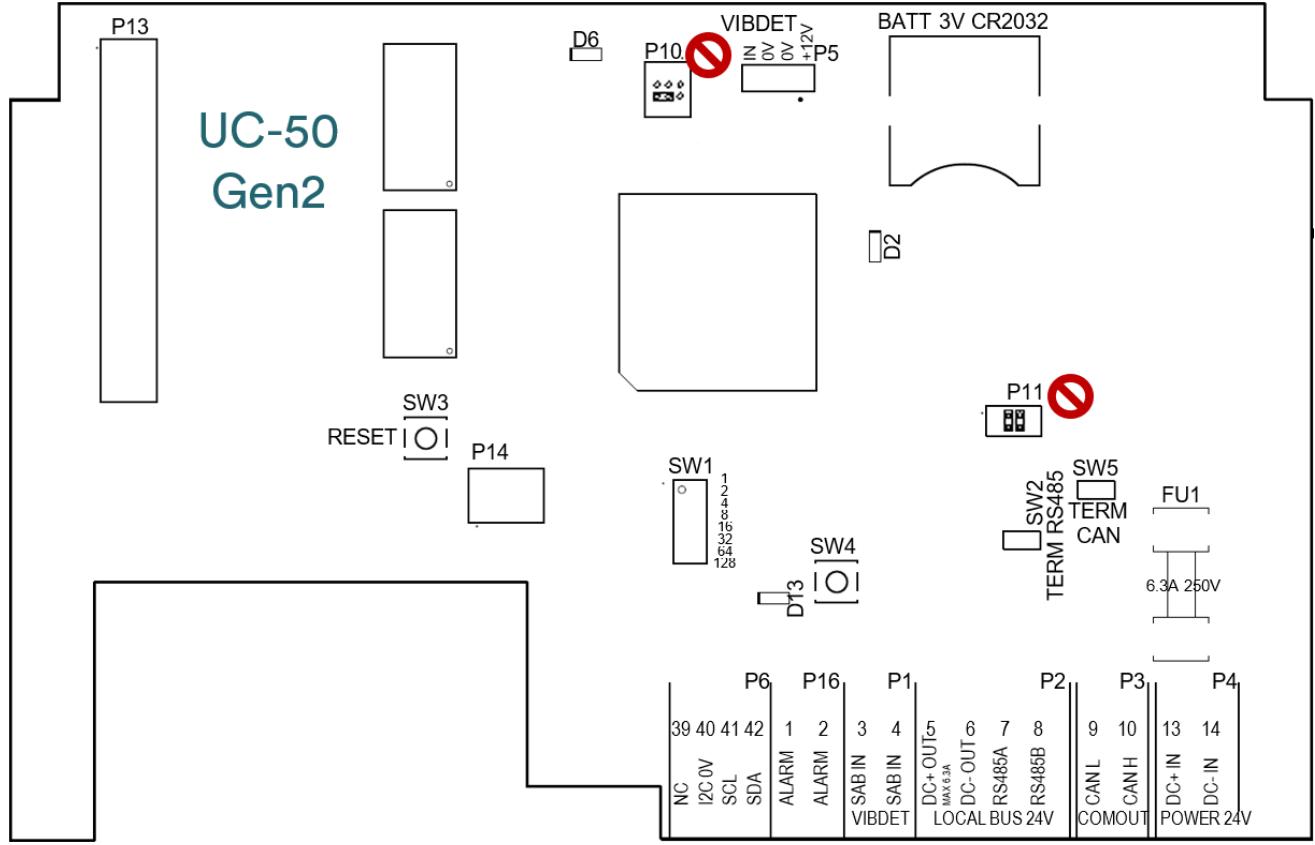 P13
UC-50
Gen2
D6
P10
VIBDET
IN
0V
0V
+12V
P5
BATT 3V CR2032
D2
SW3
RESET
P14
P11
SW1
1
2
4
8
16
32
64
128
SW4
D13
SW2
TERM RS485
SW5
TERM
CAN
FU1
6.3A 250V
P6
P16
P1
P2
P3
P4
39 40 41 42 1 2 3 4 5 6 7 8 9 10 13 14
NC
I2C 0V
SCL
SDA
ALARM
ALARM
SAB IN
SAB IN
DC+ OUT
MAX 6.3A
DC- OUT
RS485A
RS485B
CAN L
CAN H
DC+ IN
DC- IN
VIBDET
LOCAL BUS 24V
COMOUT
POWER 24V